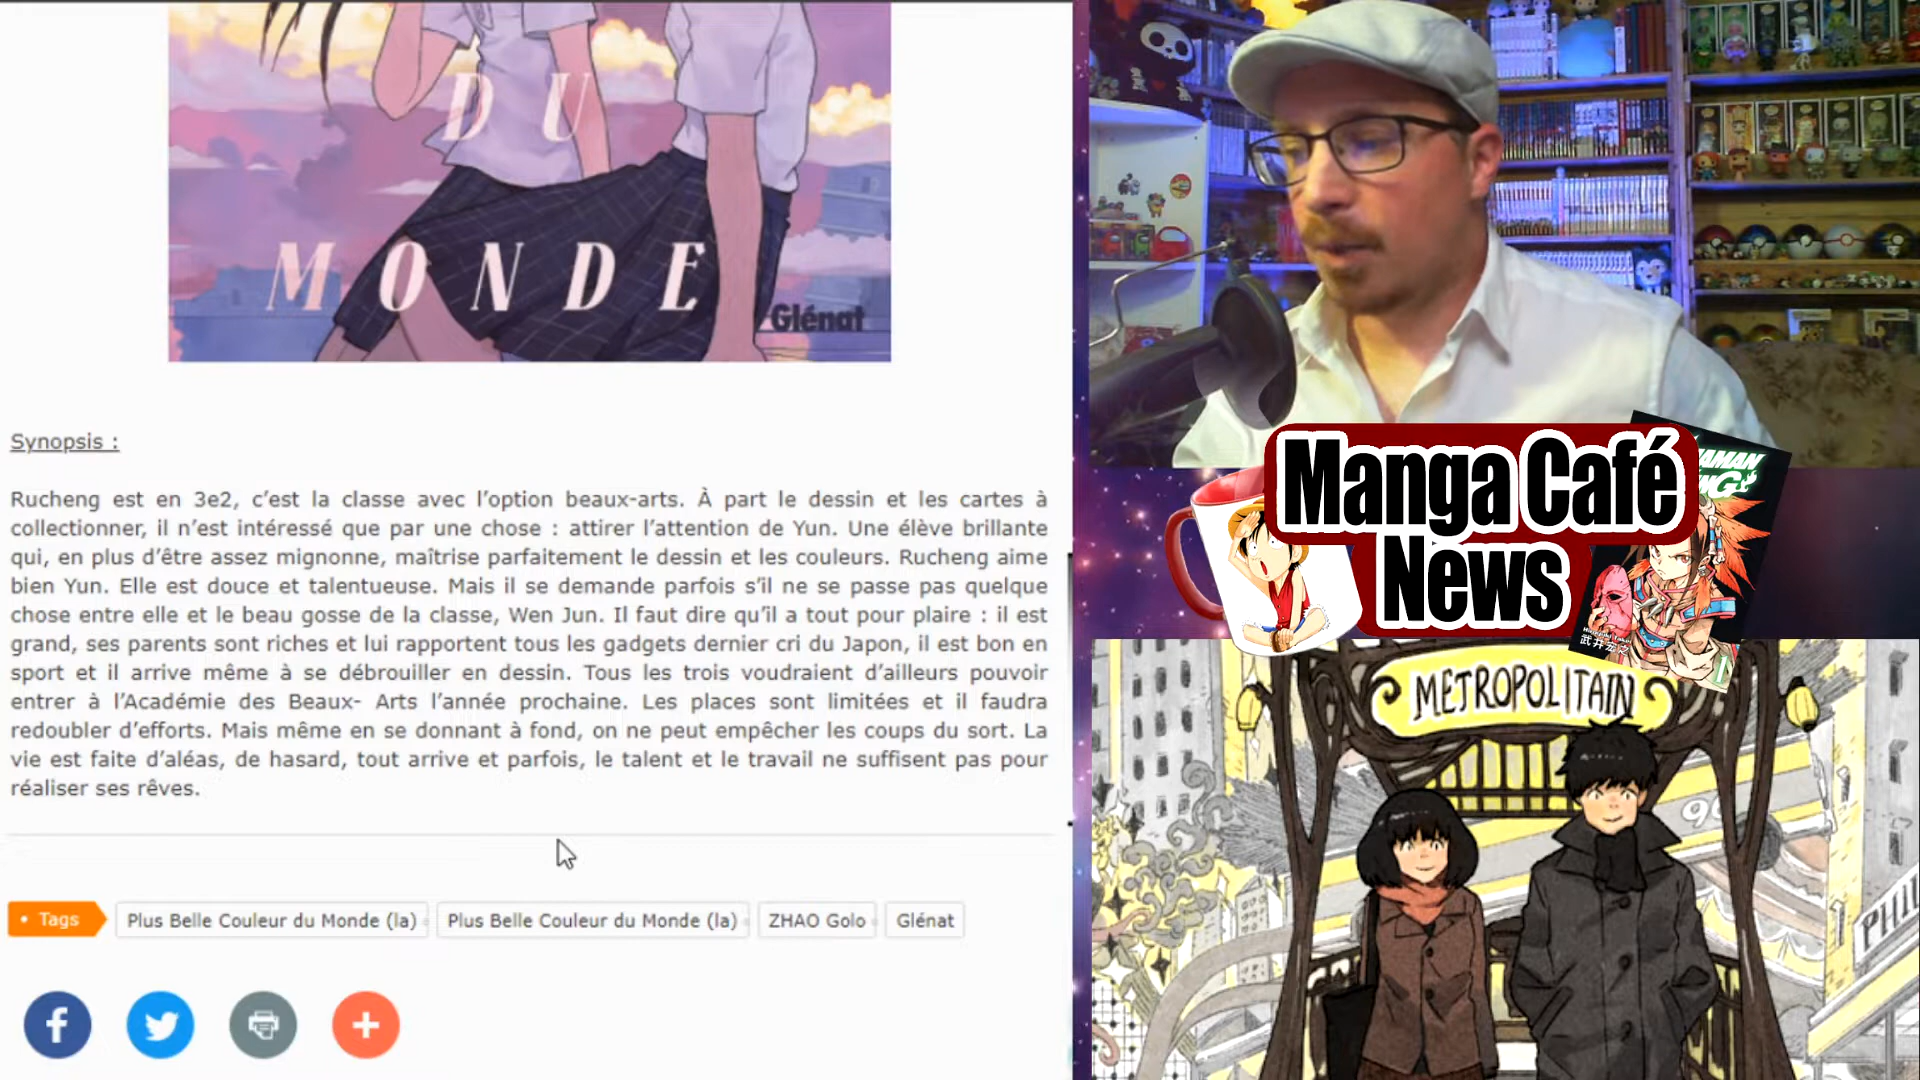 DU
MONDE
Glénat
Synopsis :
Rucheng est en 3e2, c’est la classe avec l’option beaux-arts. À part le dessin et les cartes à
collectionner, il n’est intéressé que par une chose : attirer l’attention de Yun. Une élève brillante
qui, en plus d’être assez mignonne, maîtrise parfaitement le dessin et les couleurs. Rucheng aime
bien Yun. Elle est douce et talentueuse. Mais il se demande parfois s’il ne se passe pas quelque
chose entre elle et le beau gosse de la classe, Wen Jun. Il faut dire qu’il a tout pour plaire : il est
grand, ses parents sont riches et lui rapportent tous les gadgets dernier cri du Japon, il est bon en
sport et il arrive même à se débrouiller en dessin. Tous les trois voudraient d’ailleurs pouvoir
entrer à l’Académie des Beaux- Arts l’année prochaine. Les places sont limitées et il faudra
redoubler d’efforts. Mais même en se donnant à fond, on ne peut empêcher les coups du sort. La
vie est faite d’aléas, de hasard, tout arrive et parfois, le talent et le travail ne suffisent pas pour
réaliser ses rêves.
• Tags
Plus Belle Couleur du Monde (la)
Plus Belle Couleur du Monde (la)
ZHAO Golo
Glénat
Manga Café
News
武井宏之
METROPOLITAIN
PHIL